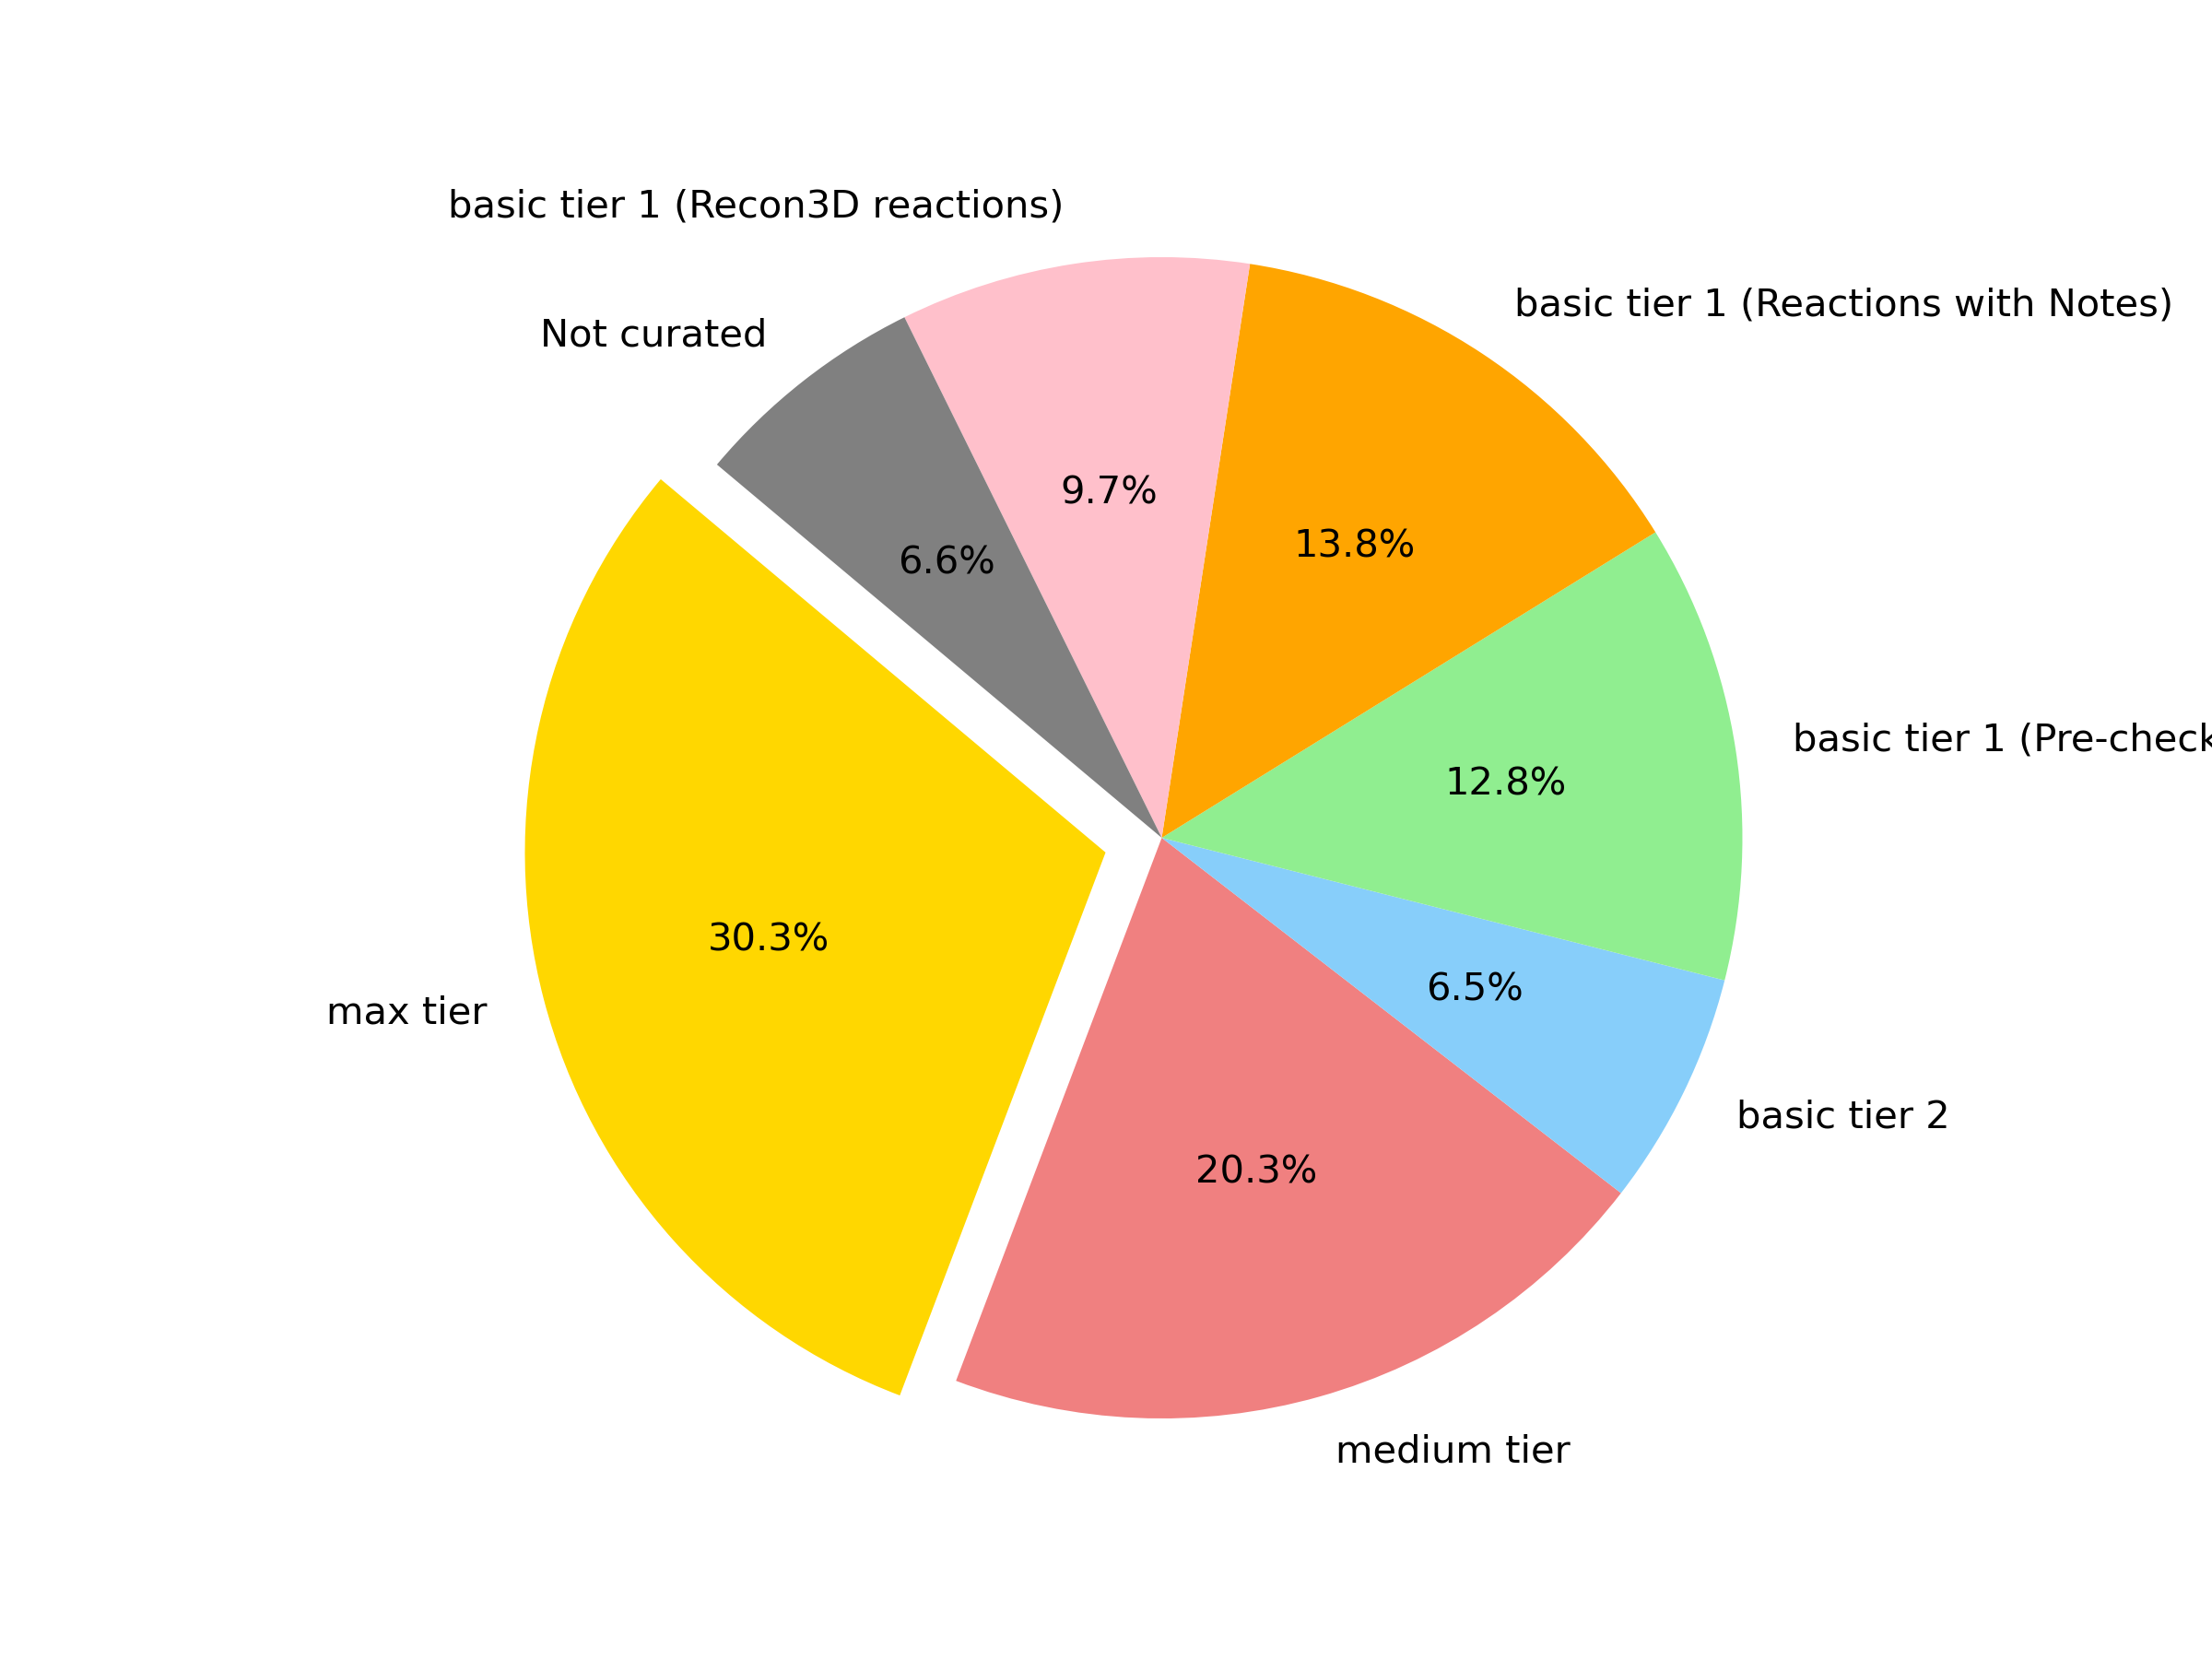 basic tier 1 (Recon3D reactions)
basic tier 1 (Reactions with Notes)
Not curated
9.7%
13.8%
6.6%
basic tier 1 (Pre-check
12.8%
30.3%
6.5%
max tier
basic tier 2
20.3%
medium tier